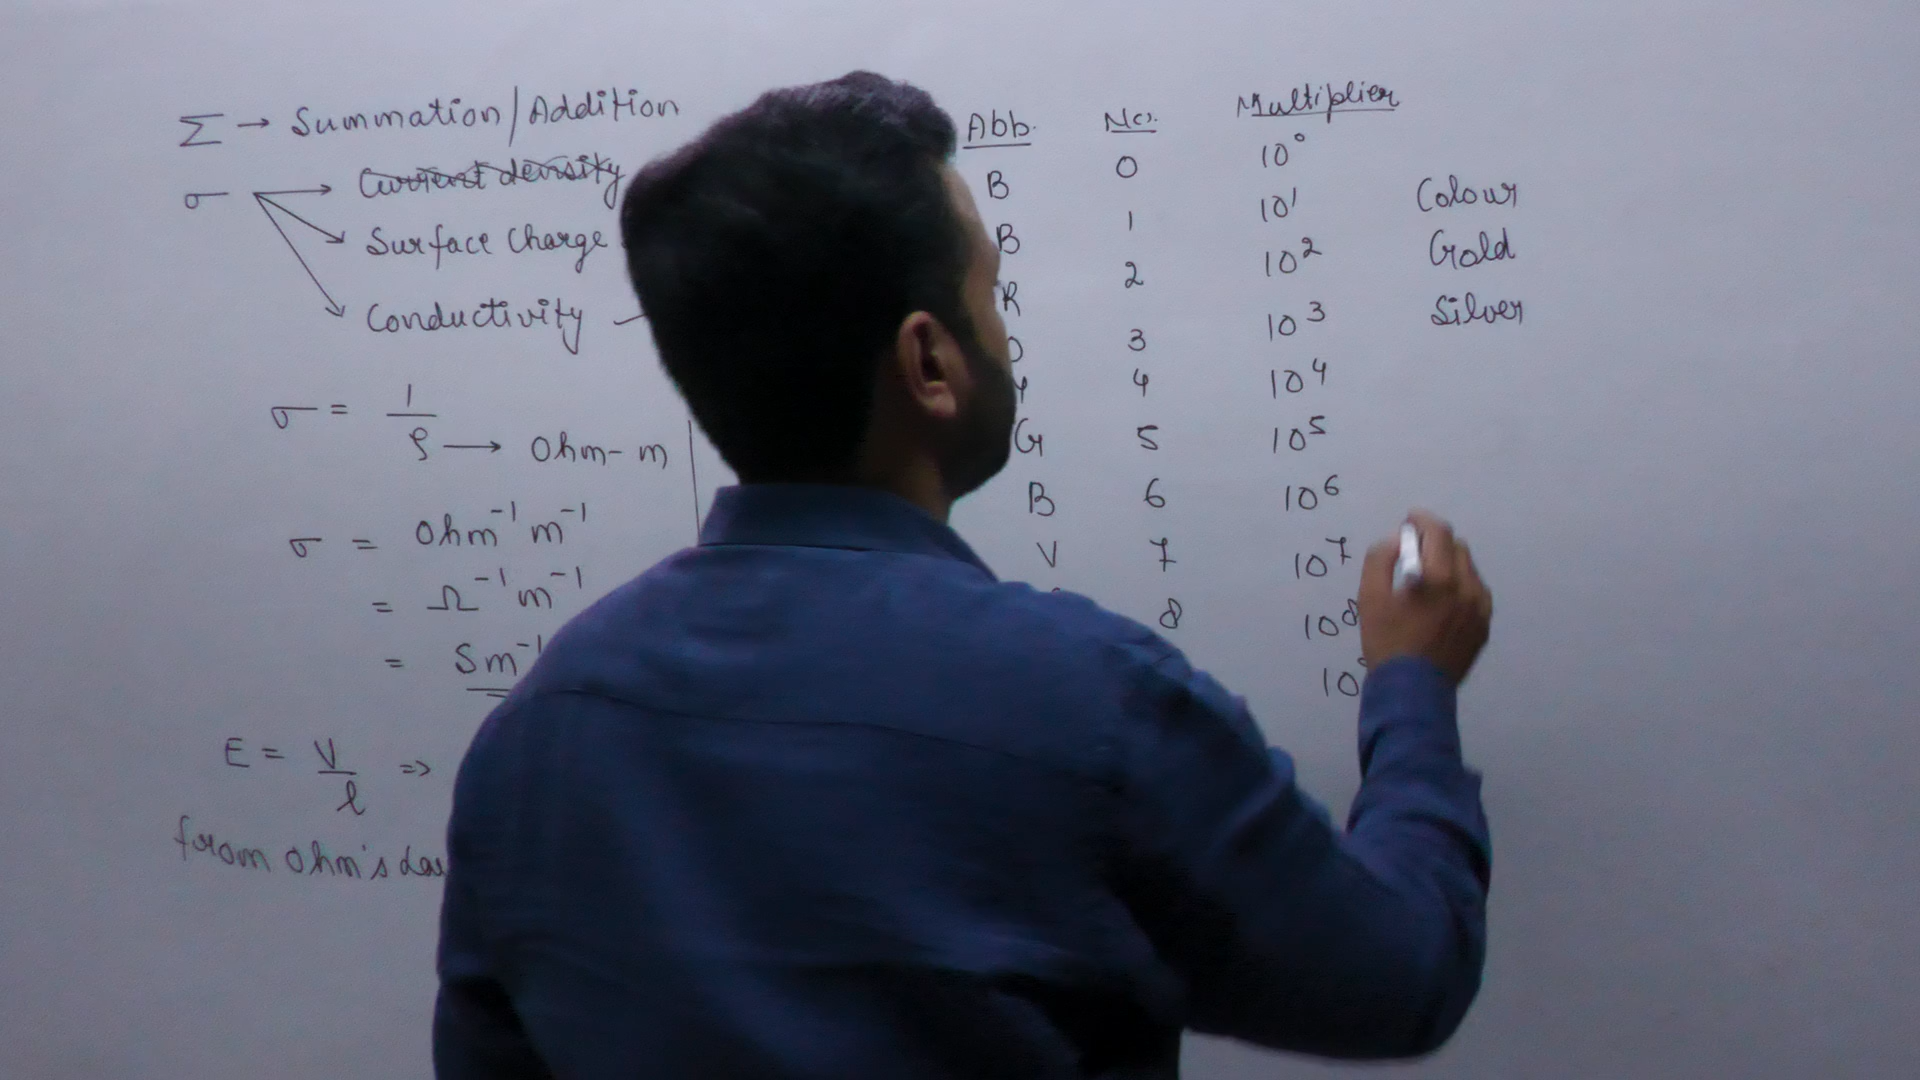 Σ → Summation/Addition
σ → Current density
Surface Charge
Conductivity
σ = 1/ρ → Ohm-m
σ = Ohm⁻¹ m⁻¹
= Ω⁻¹ m⁻¹
= Sm⁻¹
E = V/l ⇒
from ohm's
Abb. No. Multiplier
B 0 10⁰
B 1 10¹
R 2 10²
O 3 10³
Y 4 10⁴
G 5 10⁵
B 6 10⁶
V 7 10⁷
8 10⁸
10
Colour
Gold
Silver